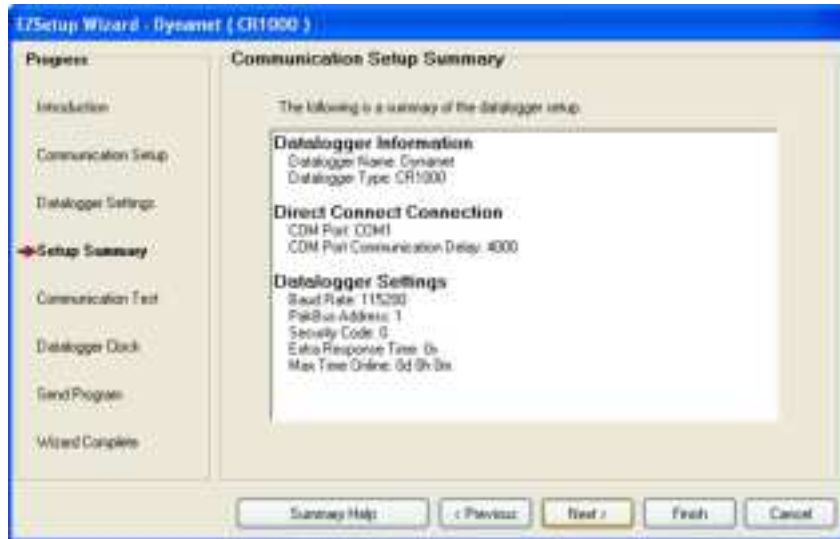 EZSetup Wizard - Dynamet ( CR1000 )
Progress
Introduction
Communication Setup
Datalogger Settings
Setup Summary
Communication Test
Datalogger Clock
Send Program
Wizard Complete
Communication Setup Summary
The following is a summary of the datalogger setup.
Datalogger Information
Datalogger Name: Dynamet
Datalogger Type: CR1000
Direct Connect Connection
COM Port: COM1
COM Port Communication Delay: 4000
Datalogger Settings
Baud Rate: 115200
PakBus Address: 1
Security Code: 0
Extra Response Time: 0s
Max Time Online: 0d 0h 0m
Summary Help
< Previous
Next >
Finish
Cancel